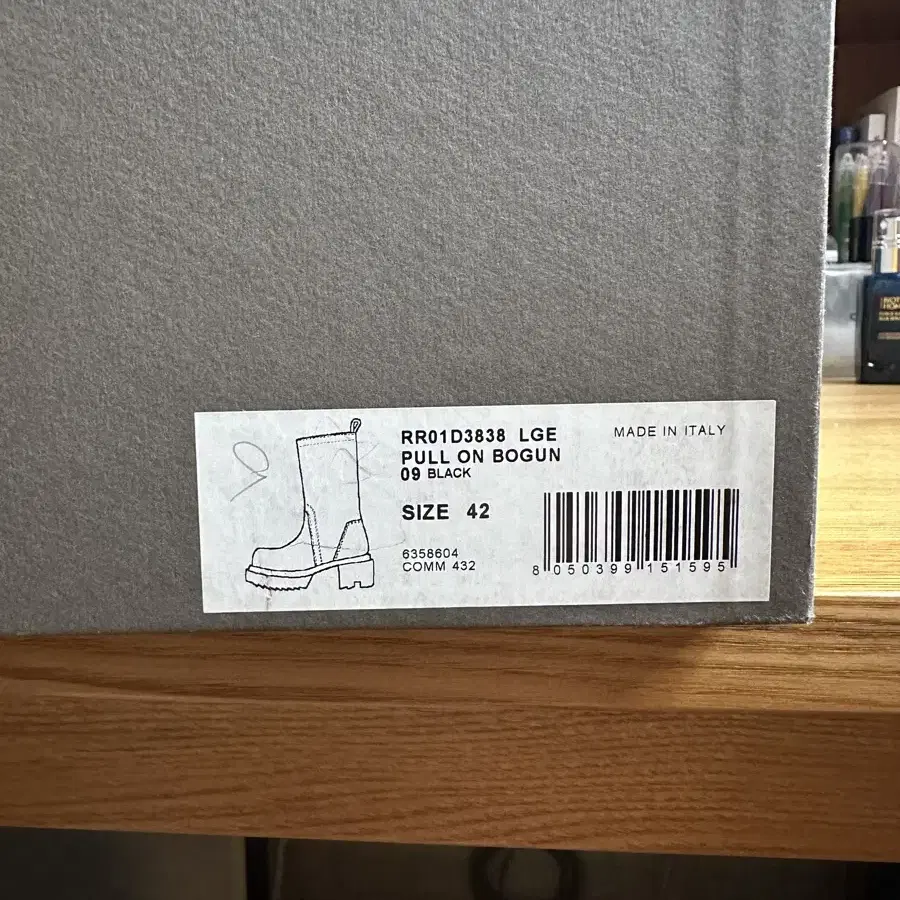 RR01D3838 LGE
PULL ON BOGUN
09 BLACK
MADE IN ITALY
SIZE 42
6358604
COMM 432
8 050399 151595